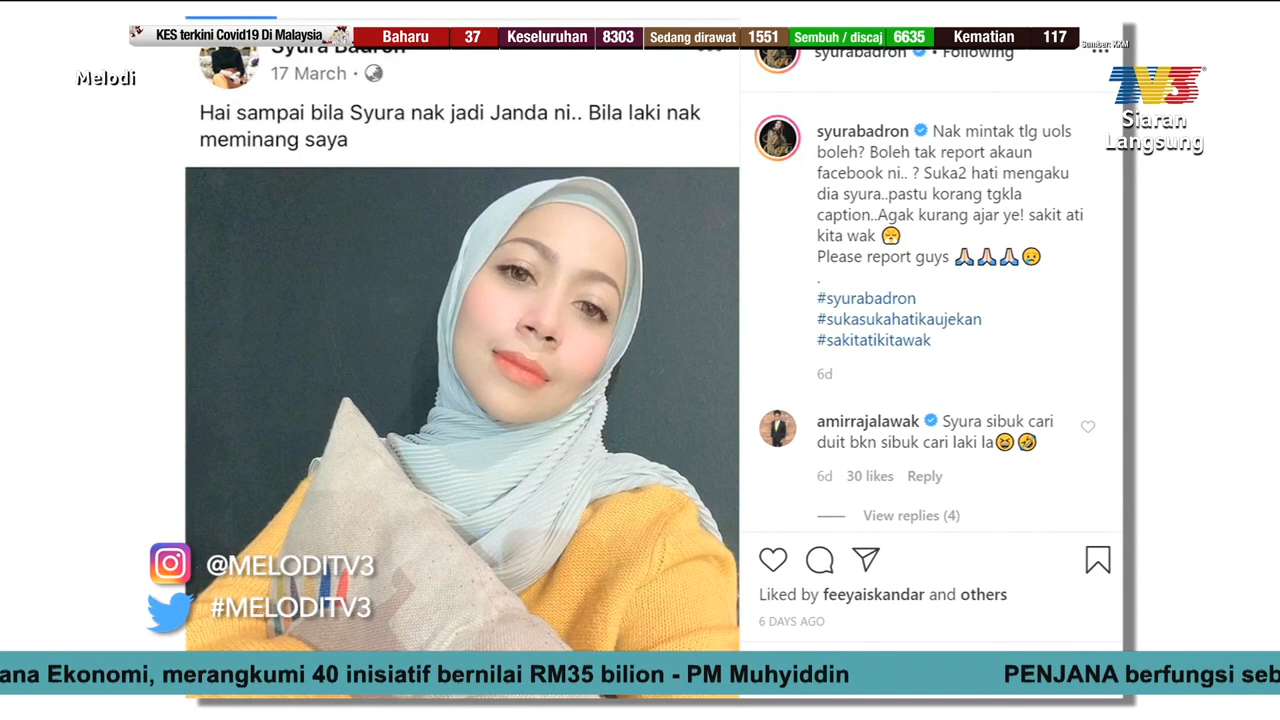 KES terkini Covid19 Di Malaysia Baharu 37 Keseluruhan 8303 Sedang dirawat 1551 Sembuh / discaj 6635 Kematian 117
Sumber: KKM
Melodi
TV3
Siaran
Langsung
Syura Badron
17 March ·
Hai sampai bila Syura nak jadi Janda ni.. Bila laki nak
meminang saya
syurabadron • Following
syurabadron Nak mintak tlg uols
boleh? Boleh tak report akaun
facebook ni.. ? Suka2 hati mengaku
dia syura..pastu korang tgkla
caption..Agak kurang ajar ye! sakit ati
kita wak 😤
Please report guys 🙏🏻🙏🏻🙏🏻😢
.
#syurabadron
#sukasukahatikaujekan
#sakitatikitawak
6d
amirrajalawak Syura sibuk cari
duit bkn sibuk cari laki la😆🤣
6d 30 likes Reply
View replies (4)
Liked by feeyaiskandar and others
6 DAYS AGO
@MELODITV3
#MELODITV3
ana Ekonomi, merangkumi 40 inisiatif bernilai RM35 bilion - PM Muhyiddin PENJANA berfungsi seb